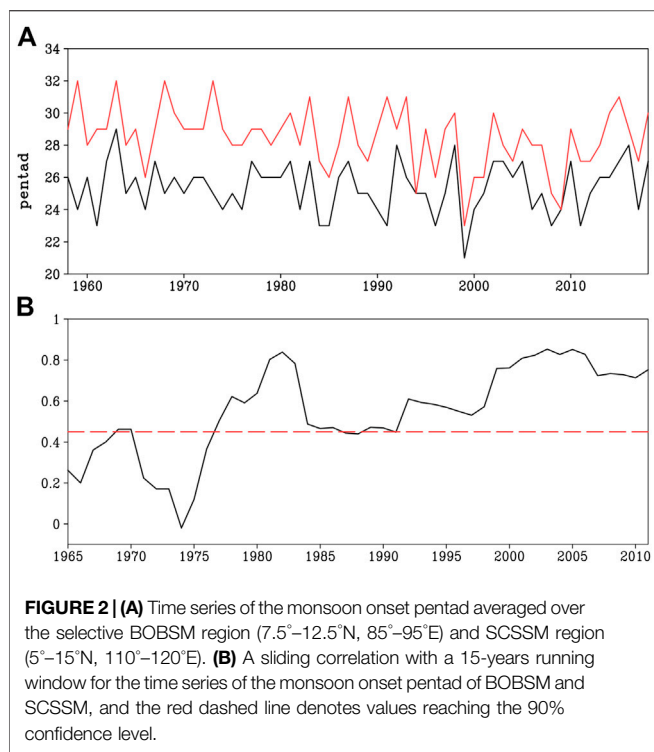 A
34
32
30
28
26
24
22
20
pentad
1960 1970 1980 1990 2000 2010
B
1
0.8
0.6
0.4
0.2
0
1965 1970 1975 1980 1985 1990 1995 2000 2005 2010
FIGURE 2 | (A) Time series of the monsoon onset pentad averaged over
the selective BOBSM region (7.5°–12.5°N, 85°–95°E) and SCSSM region
(5°–15°N, 110°–120°E). (B) A sliding correlation with a 15-years running
window for the time series of the monsoon onset pentad of BOBSM and
SCSSM, and the red dashed line denotes values reaching the 90%
confidence level.